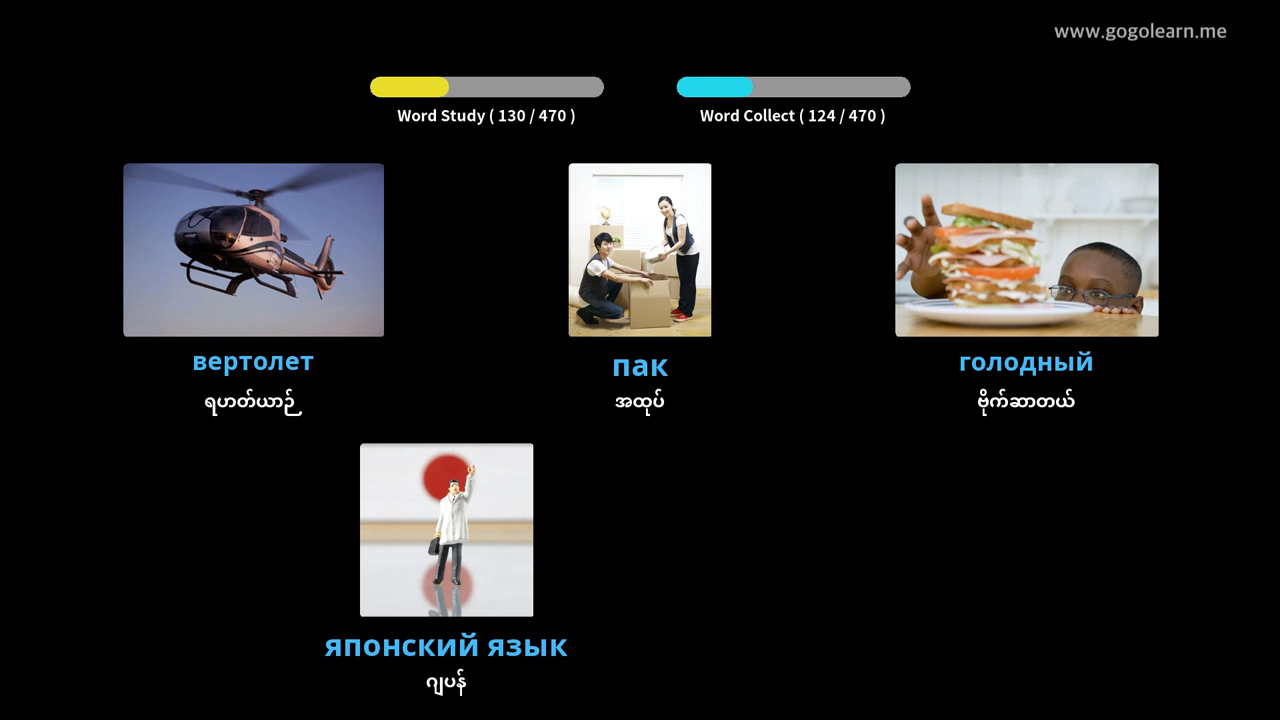 www.gogolearn.me
Word Study ( 130 / 470 )
Word Collect ( 124 / 470 )
вертолет
ရဟတ်ယာဉ်
пак
အထုပ်
голодный
ဗိုက်ဆာတယ်
японский язык
ဂျပန်